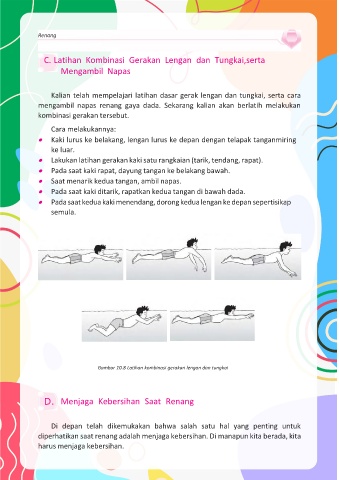 Renang
C. Latihan Kombinasi Gerakan Lengan dan Tungkai,serta
Mengambil Napas
Kalian telah mempelajari latihan dasar gerak lengan dan tungkai, serta cara
mengambil napas renang gaya dada. Sekarang kalian akan berlatih melakukan
kombinasi gerakan tersebut.
Cara melakukannya:
● Kaki lurus ke belakang, lengan lurus ke depan dengan telapak tanganmiring
ke luar.
● Lakukan latihan gerakan kaki satu rangkaian (tarik, tendang, rapat).
● Pada saat kaki rapat, dayung tangan ke belakang bawah.
● Saat menarik kedua tangan, ambil napas.
● Pada saat kaki ditarik, rapatkan kedua tangan di bawah dada.
● Pada saat kedua kaki menendang, dorong kedua lengan ke depan sepertisikap
semula.
Gambar 10.8 Latihan kombinasi gerakan lengan dan tungkai
D. Menjaga Kebersihan Saat Renang
Di depan telah dikemukakan bahwa salah satu hal yang penting untuk
diperhatikan saat renang adalah menjaga kebersihan. Di manapun kita berada, kita
harus menjaga kebersihan.